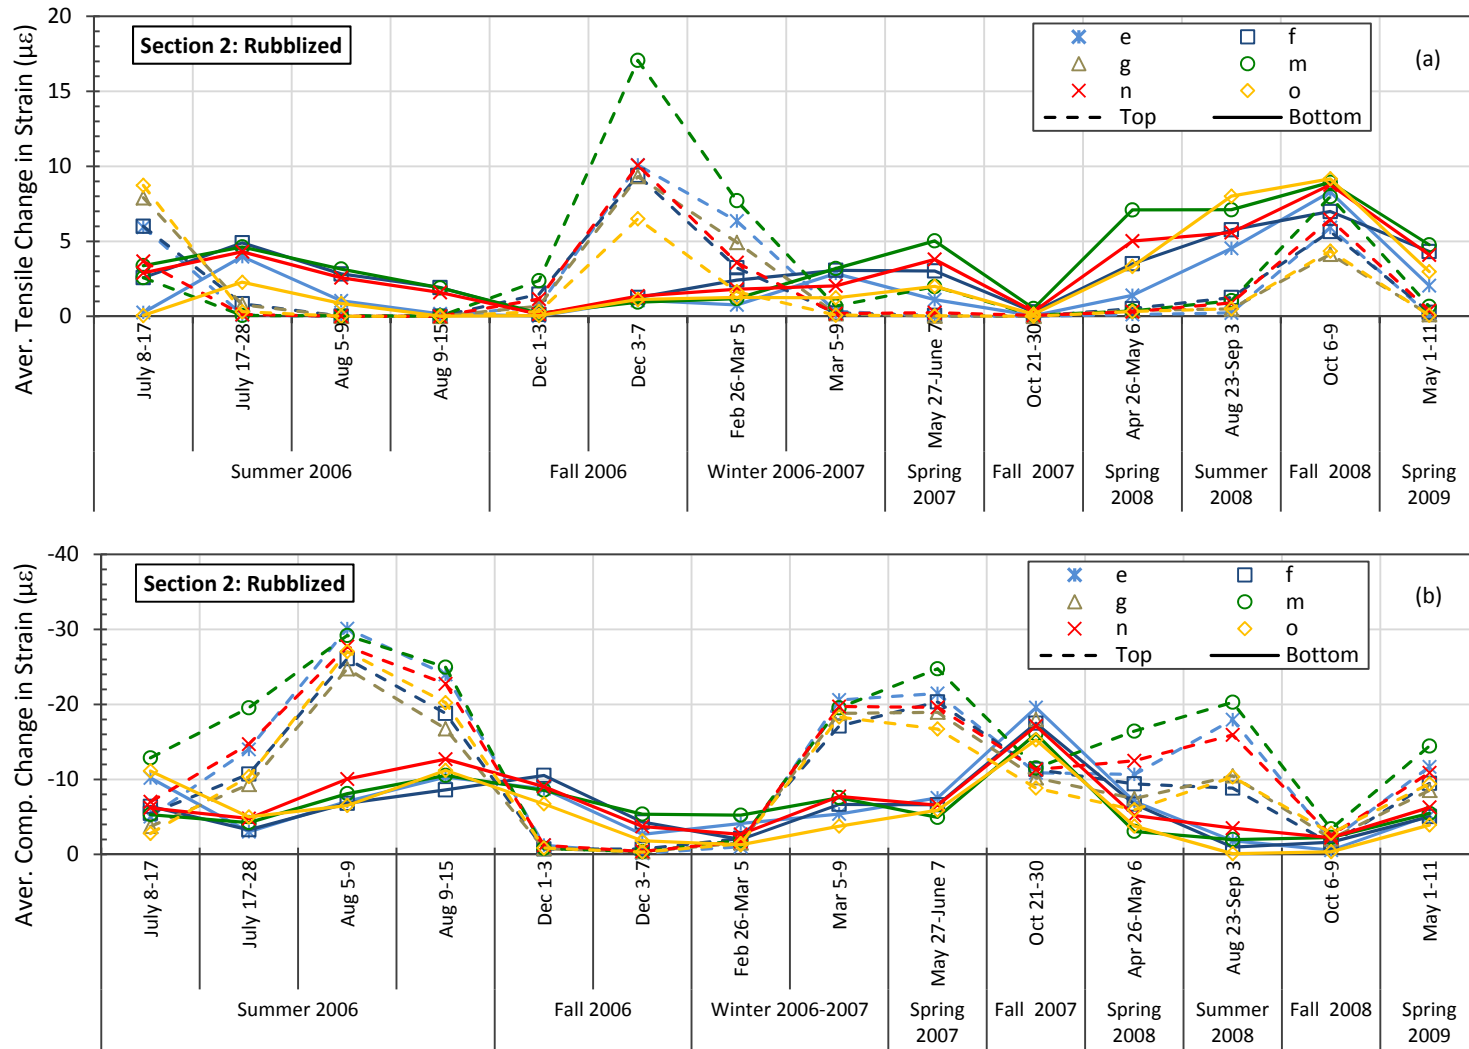 Aver. Tensile Change in Strain (με)
20
15
10
5
0
Section 2: Rubblized
(a)
e f
g m
n o
Top Bottom
July 8-17 July 17-28 Aug 5-9 Aug 9-15 Dec 1-3 Dec 3-7 Feb 26-Mar 5 Mar 5-9 May 27-June 7 Oct 21-30 Apr 26-May 6 Aug 23-Sep 3 Oct 6-9 May 1-11
Summer 2006 Fall 2006 Winter 2006-2007 Spring 2007 Fall 2007 Spring 2008 Summer 2008 Fall 2008 Spring 2009
Aver. Comp. Change in Strain (με)
-40
-30
-20
-10
0
Section 2: Rubblized
(b)
e f
g m
n o
Top Bottom
July 8-17 July 17-28 Aug 5-9 Aug 9-15 Dec 1-3 Dec 3-7 Feb 26-Mar 5 Mar 5-9 May 27-June 7 Oct 21-30 Apr 26-May 6 Aug 23-Sep 3 Oct 6-9 May 1-11
Summer 2006 Fall 2006 Winter 2006-2007 Spring 2007 Fall 2007 Spring 2008 Summer 2008 Fall 2008 Spring 2009